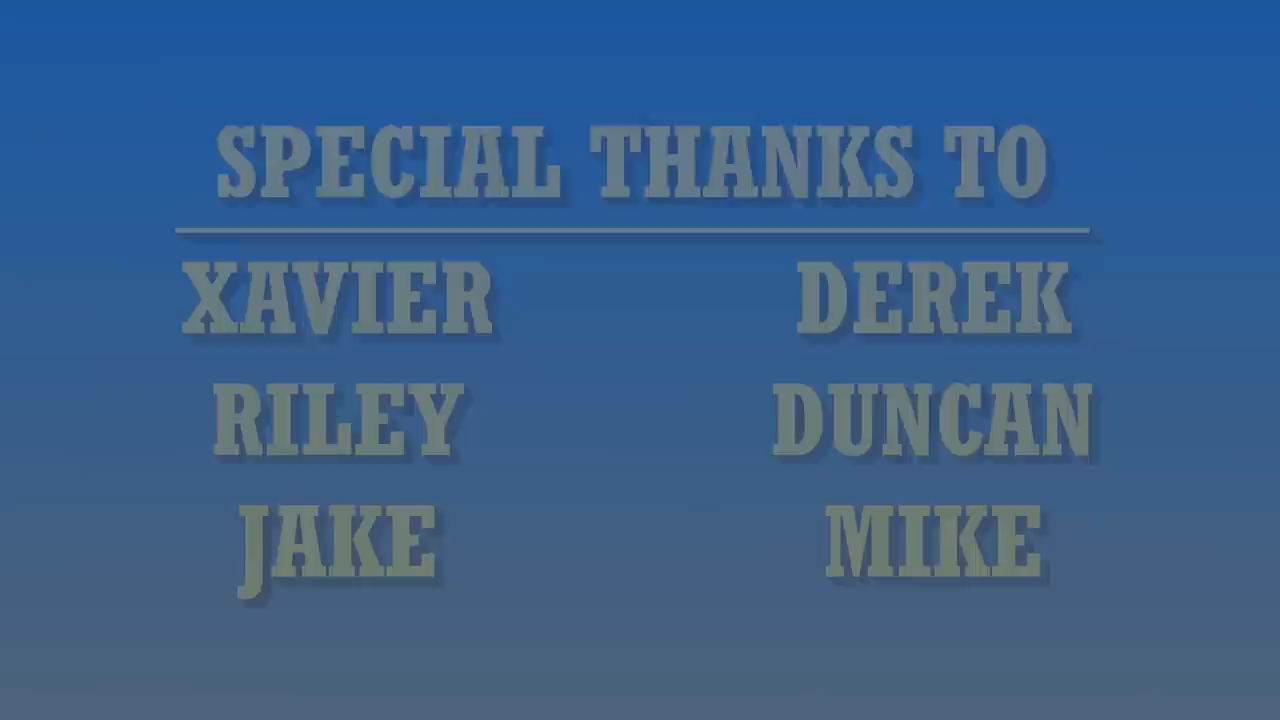 SPECIAL THANKS TO
XAVIER DEREK
RILEY DUNCAN
JAKE MIKE